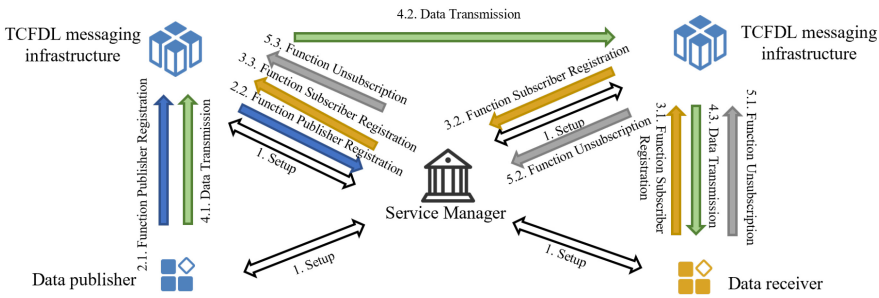 4.2. Data Transmission
TCFDL messaging
infrastructure
TCFDL messaging
infrastructure
5.3. Function Unsubscription
3.3. Function Subscriber Registration
2.2. Function Publisher Registration
1. Setup
3.2. Function Subscriber Registration
1. Setup
5.2. Function Unsubscription
2.1. Function Publisher Registration
4.1. Data Transmission
3.1. Function Subscriber
Registration
4.3. Data Transmission
5.1. Function Unsubscription
Service Manager
1. Setup
1. Setup
Data publisher
Data receiver